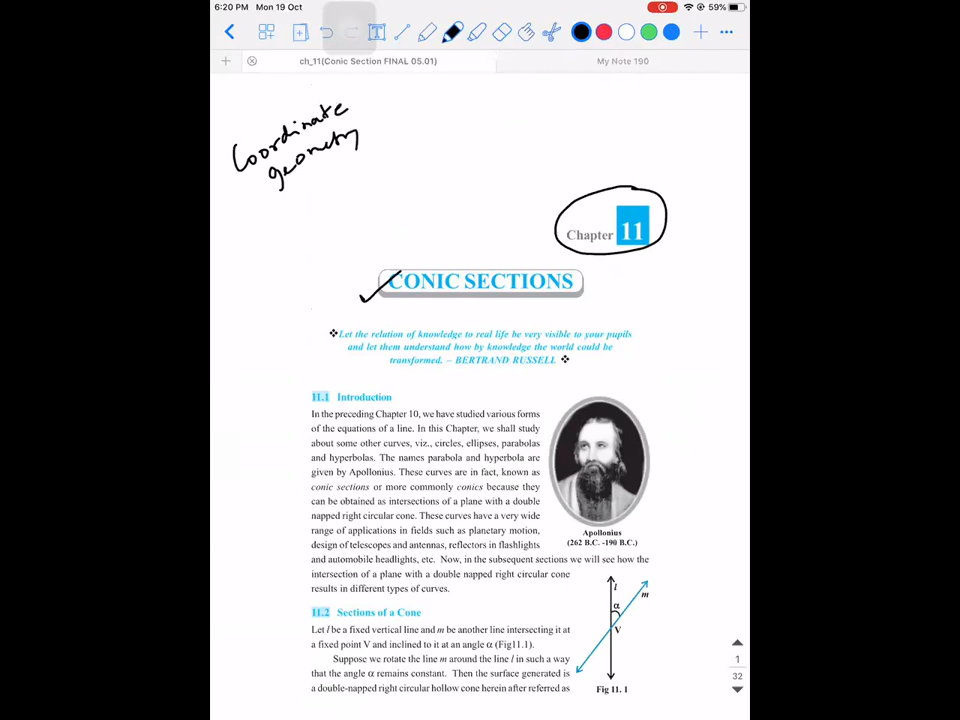 6:20 PM Mon 19 Oct
59%
T
ch_11(Conic Section FINAL 05.01)
My Note 190
Coordinate
geometry
Chapter 11
CONIC SECTIONS
❖Let the relation of knowledge to real life be very visible to your pupils
and let them understand how by knowledge the world could be
transformed. – BERTRAND RUSSELL ❖
11.1 Introduction
In the preceding Chapter 10, we have studied various forms
of the equations of a line. In this Chapter, we shall study
about some other curves, viz., circles, ellipses, parabolas
and hyperbolas. The names parabola and hyperbola are
given by Apollonius. These curves are in fact, known as
conic sections or more commonly conics because they
can be obtained as intersections of a plane with a double
napped right circular cone. These curves have a very wide
range of applications in fields such as planetary motion,
design of telescopes and antennas, reflectors in flashlights
and automobile headlights, etc. Now, in the subsequent sections we will see how the
intersection of a plane with a double napped right circular cone
results in different types of curves.
Apollonius
(262 B.C. -190 B.C.)
11.2 Sections of a Cone
Let l be a fixed vertical line and m be another line intersecting it at
a fixed point V and inclined to it at an angle α (Fig11.1).
Suppose we rotate the line m around the line l in such a way
that the angle α remains constant. Then the surface generated is
a double-napped right circular hollow cone herein after referred as
l
m
α
V
Fig 11. 1
1
32